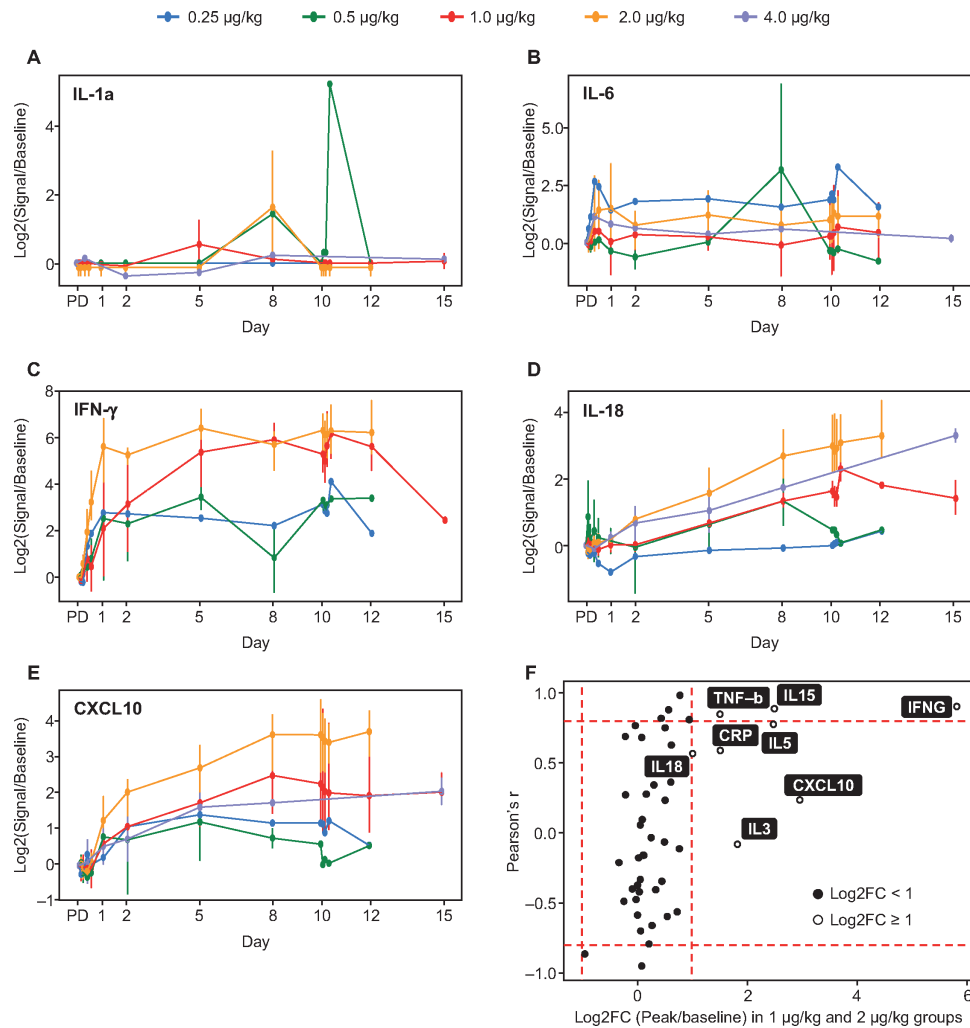 0.25 µg/kg 0.5 µg/kg 1.0 µg/kg 2.0 µg/kg 4.0 µg/kg
A
IL-1a
Log2(Signal/Baseline)
4
2
0
PD 1 2 5 8 10 12 15
Day
B
IL-6
Log2(Signal/Baseline)
5.0
2.5
0.0
PD 1 2 5 8 10 12 15
Day
C
IFN-γ
Log2(Signal/Baseline)
8
6
4
2
0
PD 1 2 5 8 10 12 15
Day
D
IL-18
Log2(Signal/Baseline)
4
2
0
PD 1 2 5 8 10 12 15
Day
E
CXCL10
Log2(Signal/Baseline)
5
4
3
2
1
0
–1
PD 1 2 5 8 10 12 15
Day
F
Pearson's r
1.0
0.5
0.0
–0.5
–1.0
TNF–b
IL15
IFNG
CRP
IL5
IL18
CXCL10
IL3
Log2FC < 1
Log2FC ≥ 1
0 2 4 6
Log2FC (Peak/baseline) in 1 µg/kg and 2 µg/kg groups